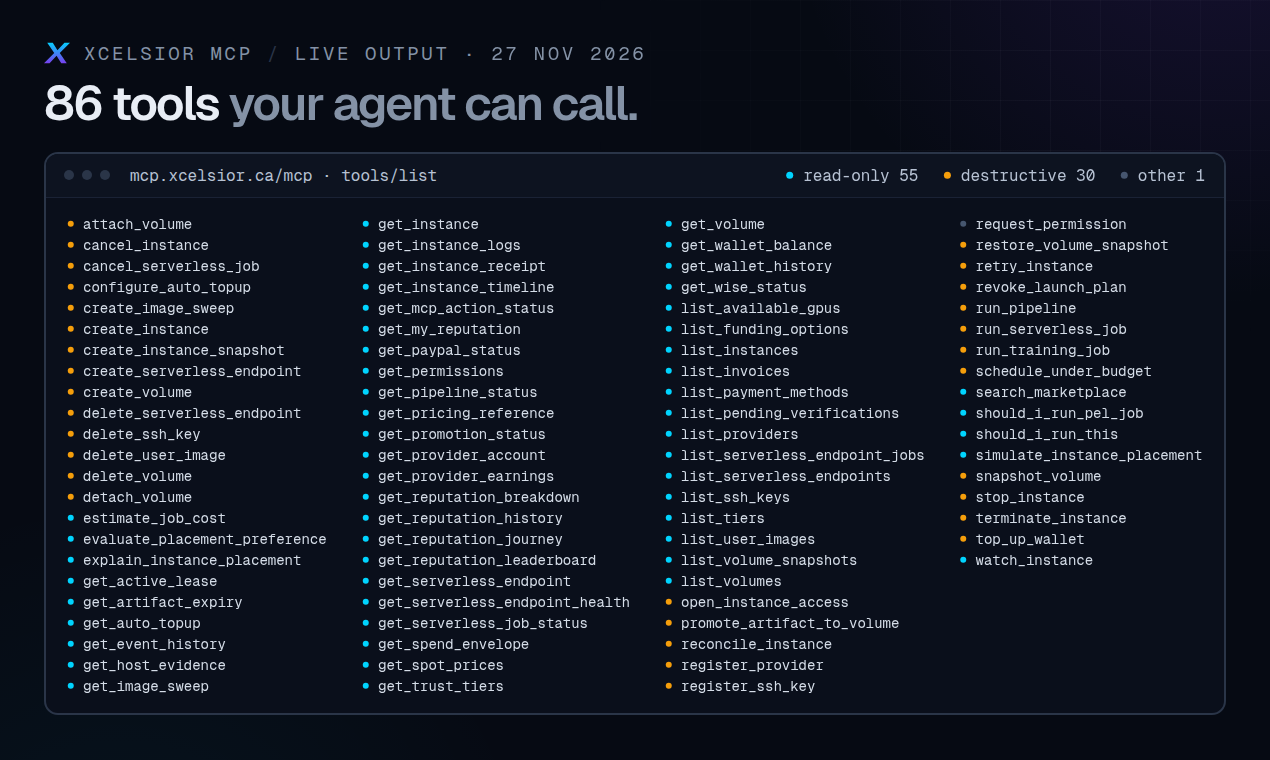 XCELSIOR MCP / LIVE OUTPUT · 27 NOV 2026
86 tools your agent can call.
mcp.xcelsior.ca/mcp · tools/list
read-only 55
destructive 30
other 1
attach_volume
cancel_instance
cancel_serverless_job
configure_auto_topup
create_image_sweep
create_instance
create_instance_snapshot
create_serverless_endpoint
create_volume
delete_serverless_endpoint
delete_ssh_key
delete_user_image
delete_volume
detach_volume
estimate_job_cost
evaluate_placement_preference
explain_instance_placement
get_active_lease
get_artifact_expiry
get_auto_topup
get_event_history
get_host_evidence
get_image_sweep
get_instance
get_instance_logs
get_instance_receipt
get_instance_timeline
get_mcp_action_status
get_my_reputation
get_paypal_status
get_permissions
get_pipeline_status
get_pricing_reference
get_promotion_status
get_provider_account
get_provider_earnings
get_reputation_breakdown
get_reputation_history
get_reputation_journey
get_reputation_leaderboard
get_serverless_endpoint
get_serverless_endpoint_health
get_serverless_job_status
get_spend_envelope
get_spot_prices
get_trust_tiers
get_volume
get_wallet_balance
get_wallet_history
get_wise_status
list_available_gpus
list_funding_options
list_instances
list_invoices
list_payment_methods
list_pending_verifications
list_providers
list_serverless_endpoint_jobs
list_serverless_endpoints
list_ssh_keys
list_tiers
list_user_images
list_volume_snapshots
list_volumes
open_instance_access
promote_artifact_to_volume
reconcile_instance
register_provider
register_ssh_key
request_permission
restore_volume_snapshot
retry_instance
revoke_launch_plan
run_pipeline
run_serverless_job
run_training_job
schedule_under_budget
search_marketplace
should_i_run_pel_job
should_i_run_this
simulate_instance_placement
snapshot_volume
stop_instance
terminate_instance
top_up_wallet
watch_instance